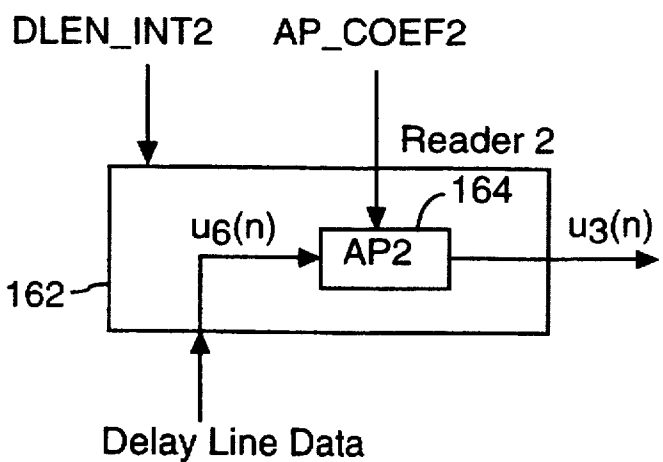 DLEN_INT2
AP_COEF2
Reader 2
164
u6(n)
AP2
u3(n)
162
Delay Line Data